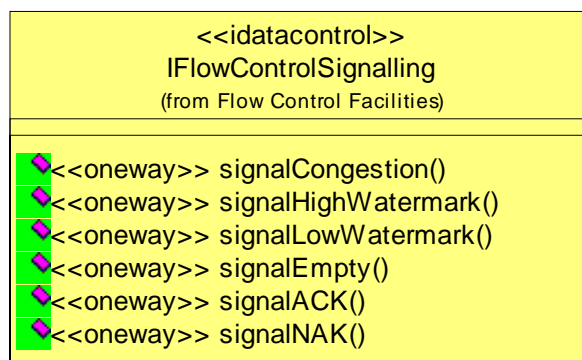 <<idatacontrol>>
IFlowControlSignalling
(from Flow Control Facilities)
<<oneway>> signalCongestion()
<<oneway>> signalHighWatermark()
<<oneway>> signalLowWatermark()
<<oneway>> signalEmpty()
<<oneway>> signalACK()
<<oneway>> signalNAK()